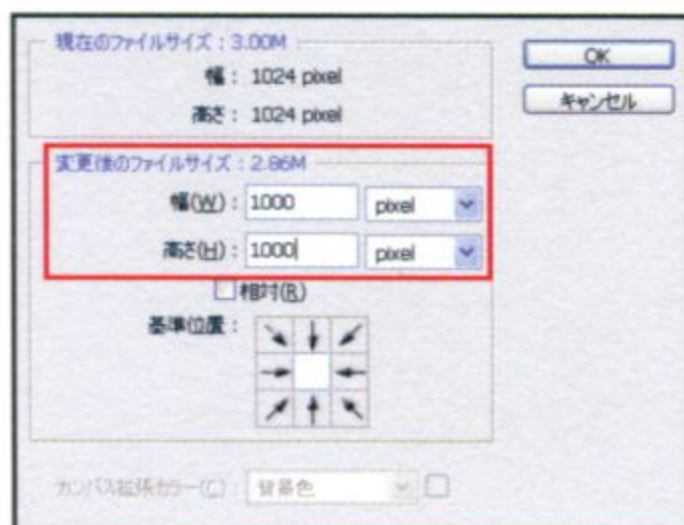 現在のファイルサイズ：3.00M
幅： 1024 pixel
高さ： 1024 pixel
OK
キャンセル
変更後のファイルサイズ：2.86M
幅(W)： 1000 pixel
高さ(H)： 1000 pixel
相対(R)
基準位置：
カンバス拡張カラー(C) 背景色